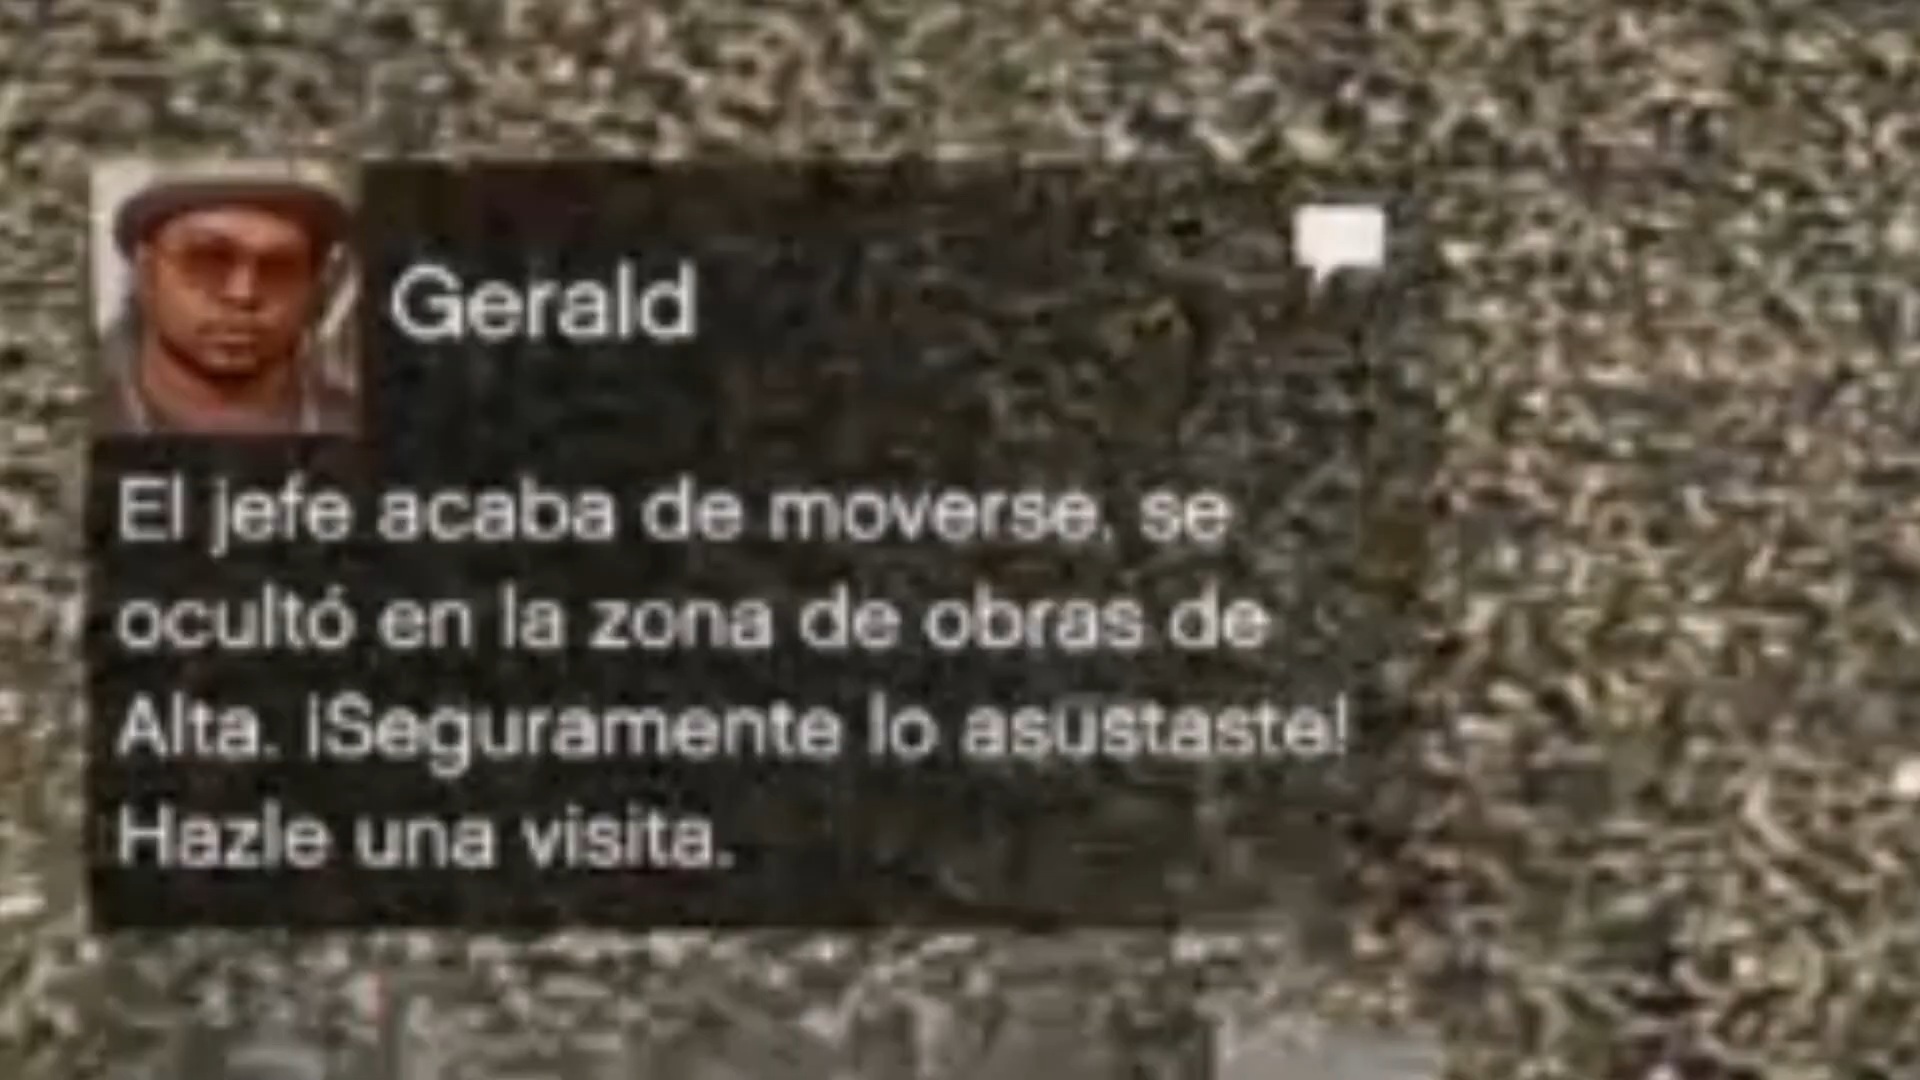 Gerald
El jefe acaba de moverse, se
ocultó en la zona de obras de
Alta. ¡Seguramente lo asustaste!
Hazle una visita.